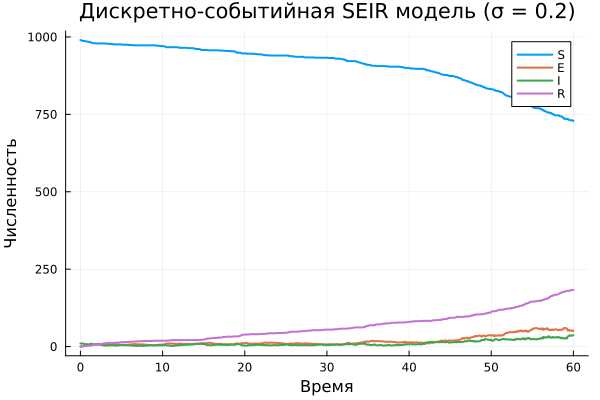 Дискретно-событийная SEIR модель (σ = 0.2)
1000
750
500
250
0
Численность
S
E
I
R
0 10 20 30 40 50 60
Время